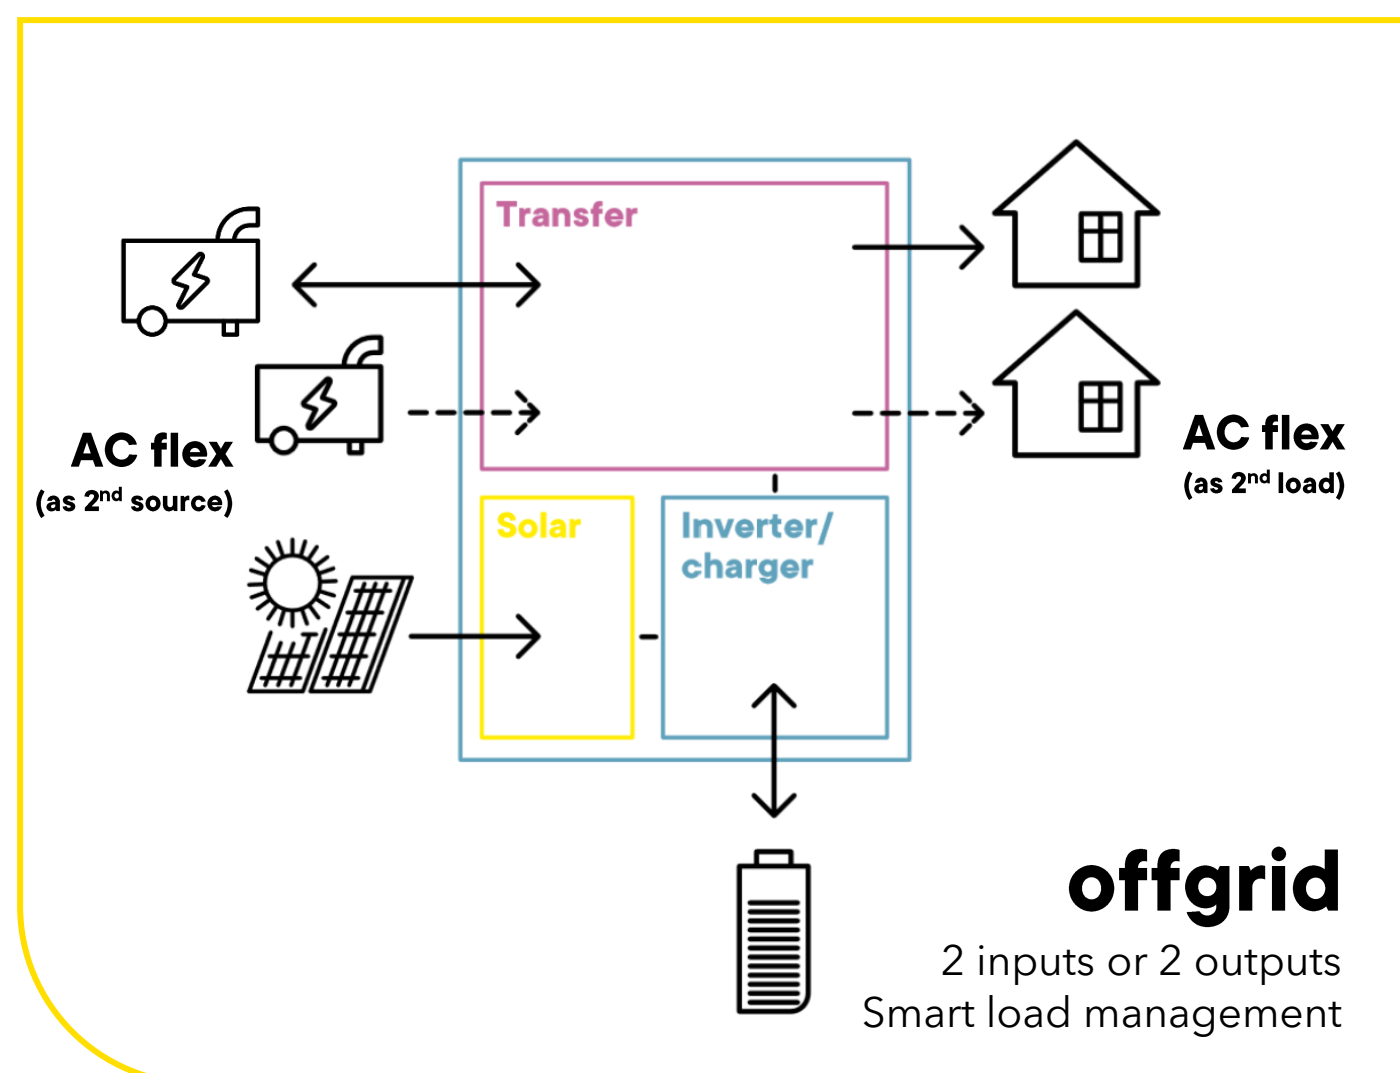 Transfer
AC flex
(as 2nd source)
AC flex
(as 2nd load)
Solar
Inverter/
charger
offgrid
2 inputs or 2 outputs
Smart load management